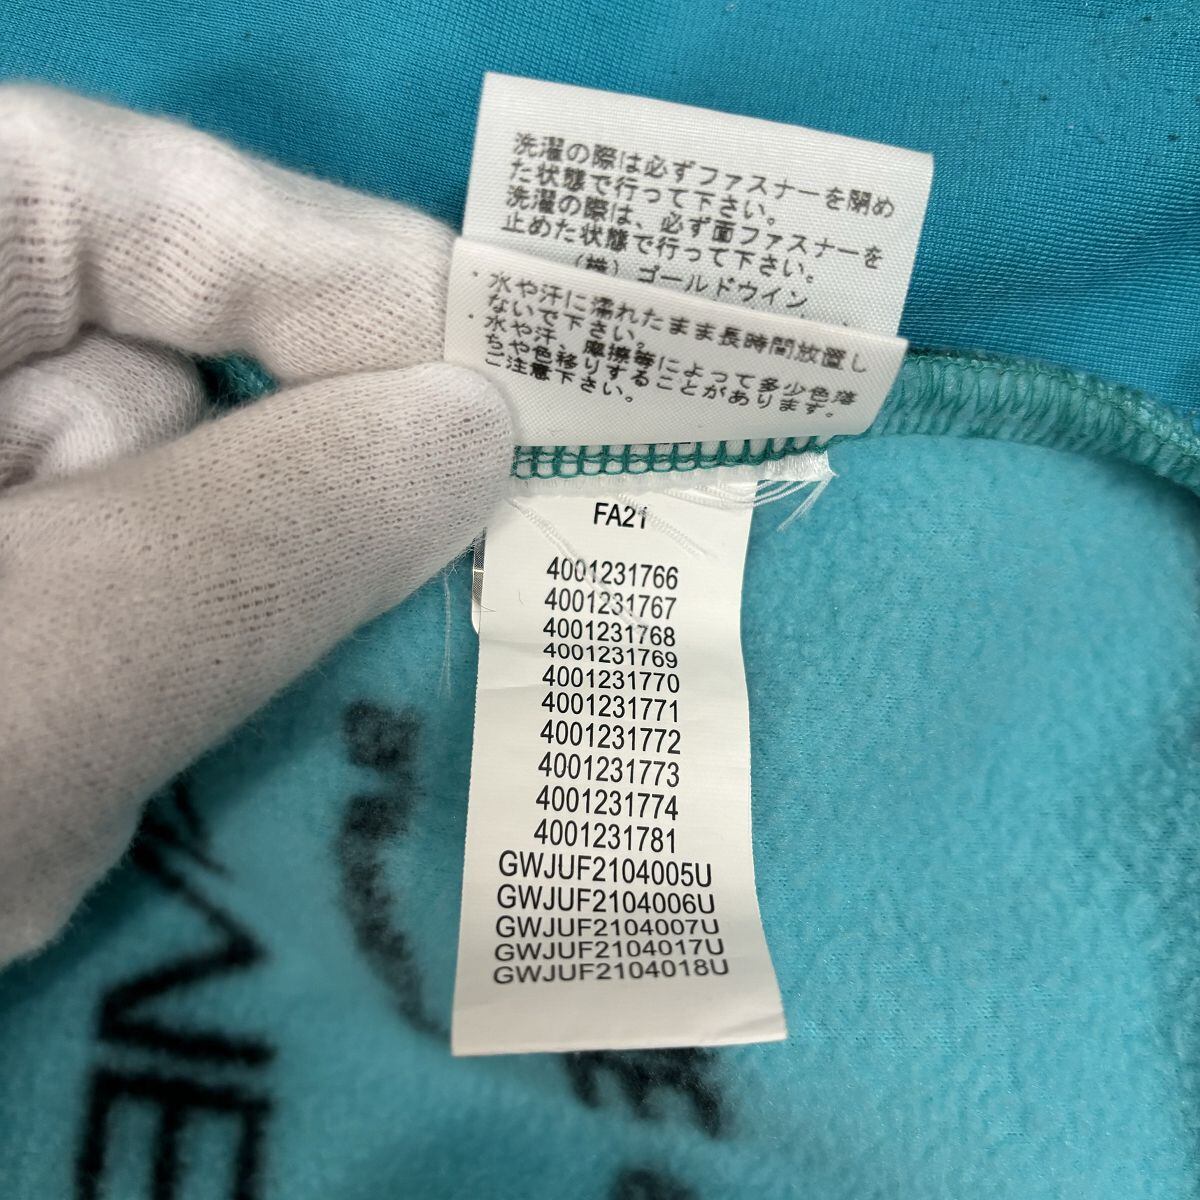 洗濯の際は必ずファスナーを閉め
た状態で行って下さい。
洗濯の際は、必ず面ファスナーを
止めた状態で行って下さい。
(株)ゴールドウイン
・水や汗に濡れたまま長時間放置し
ないで下さい。
・水や汗、摩擦等によって多少色落
ちや色移りすることがあります。
ご注意下さい。
FA21
4001231766
4001231767
4001231768
4001231769
4001231770
4001231771
4001231772
4001231773
4001231774
4001231781
GWJUF2104005U
GWJUF2104006U
GWJUF2104007U
GWJUF2104017U
GWJUF2104018U